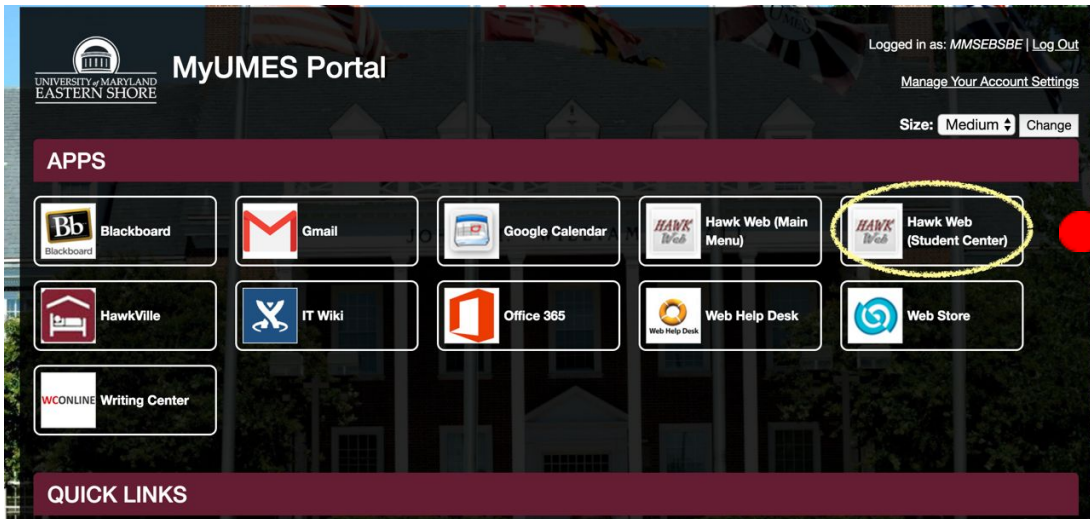 UNIVERSITY of MARYLAND
EASTERN SHORE
MyUMES Portal
Logged in as: MMSEBSBE | Log Out
Manage Your Account Settings
Size: Medium Change
APPS
Bb
Blackboard
Blackboard
Gmail
Google Calendar
HAWK
Web
Hawk Web (Main
Menu)
HAWK
Web
Hawk Web
(Student Center)
HawkVille
IT Wiki
Office 365
Web Help Desk
Web Help Desk
Web Store
WCONLINE
Writing Center
QUICK LINKS